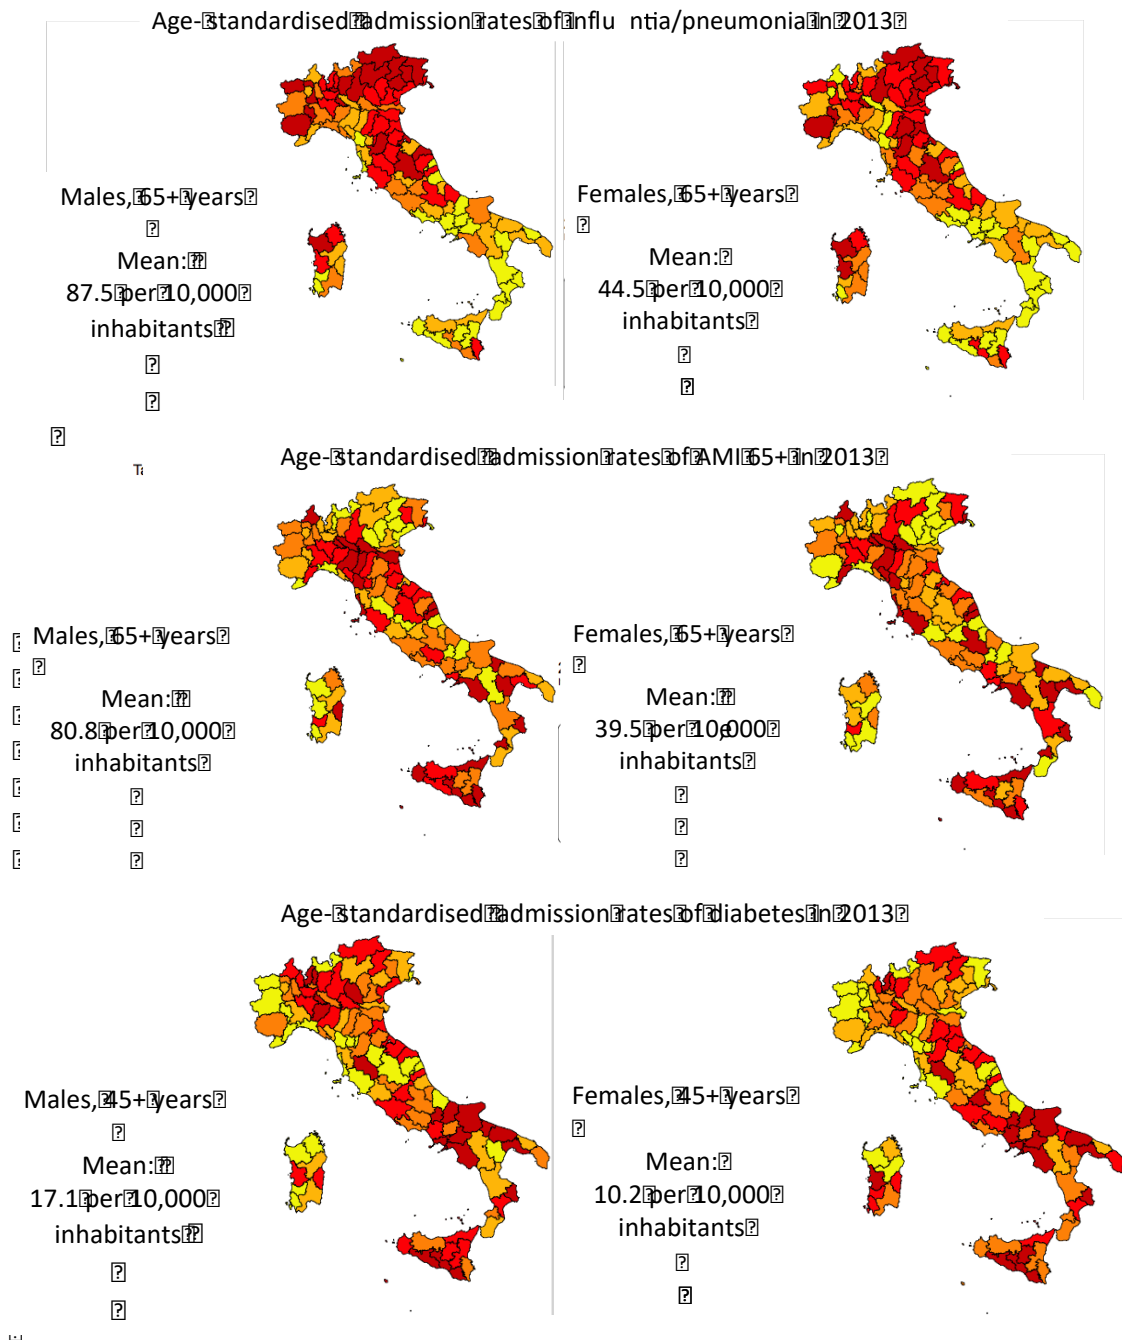 Age-standardised admission rates of influ ntia/pneumonia in 2013
Males, 65+ years
Mean:
87.5 per 10,000
inhabitants
Females, 65+ years
Mean:
44.5 per 10,000
inhabitants
Age-standardised admission rates of AMI 65+ in 2013
Males, 65+ years
Mean:
80.8 per 10,000
inhabitants
Females, 65+ years
Mean:
39.5 per 10,000
inhabitants
Age-standardised admission rates of diabetes in 2013
Males, 45+ years
Mean:
17.1 per 10,000
inhabitants
Females, 45+ years
Mean:
10.2 per 10,000
inhabitants